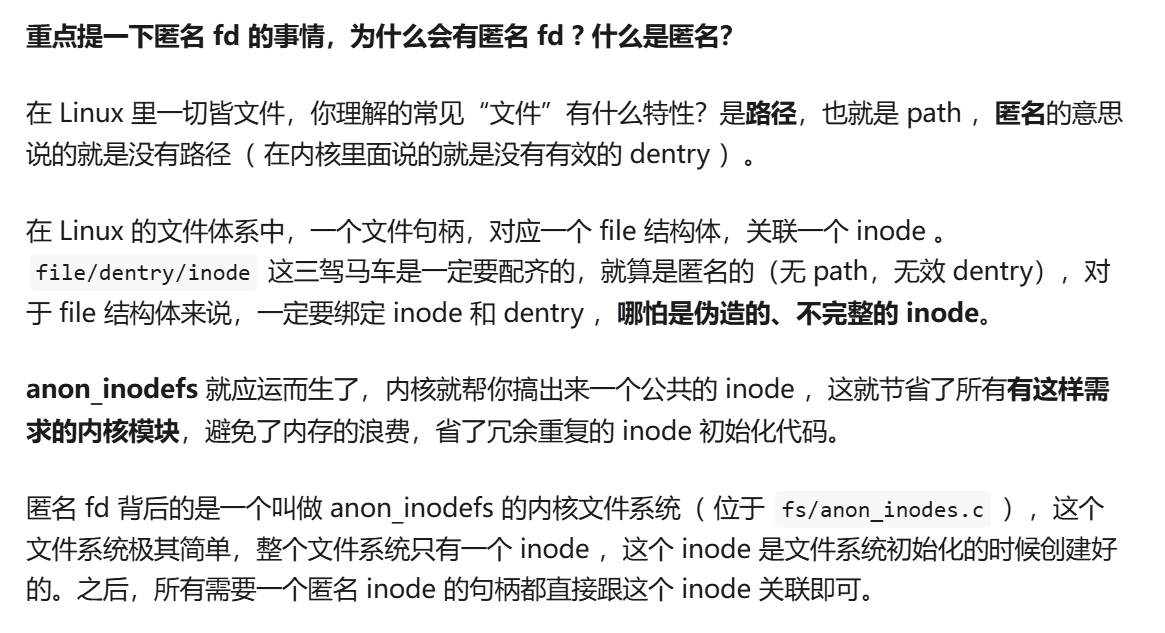 重点提一下匿名 fd 的事情，为什么会有匿名 fd ？什么是匿名？
在 Linux 里一切皆文件，你理解的常见“文件”有什么特性？是路径，也就是 path ，匿名的意思
说的就是没有路径（ 在内核里面说的就是没有有效的 dentry ）。
在 Linux 的文件体系中，一个文件句柄，对应一个 file 结构体，关联一个 inode 。
file/dentry/inode 这三驾马车是一定要配齐的，就算是匿名的（无 path，无效 dentry），对
于 file 结构体来说，一定要绑定 inode 和 dentry ，哪怕是伪造的、不完整的 inode。
anon_inodefs 就应运而生了，内核就帮你搞出来一个公共的 inode ，这就节省了所有有这样需
求的内核模块，避免了内存的浪费，省了冗余重复的 inode 初始化代码。
匿名 fd 背后的是一个叫做 anon_inodefs 的内核文件系统（ 位于 fs/anon_inodes.c ），这个
文件系统极其简单，整个文件系统只有一个 inode ，这个 inode 是文件系统初始化的时候创建好
的。之后，所有需要一个匿名 inode 的句柄都直接跟这个 inode 关联即可。